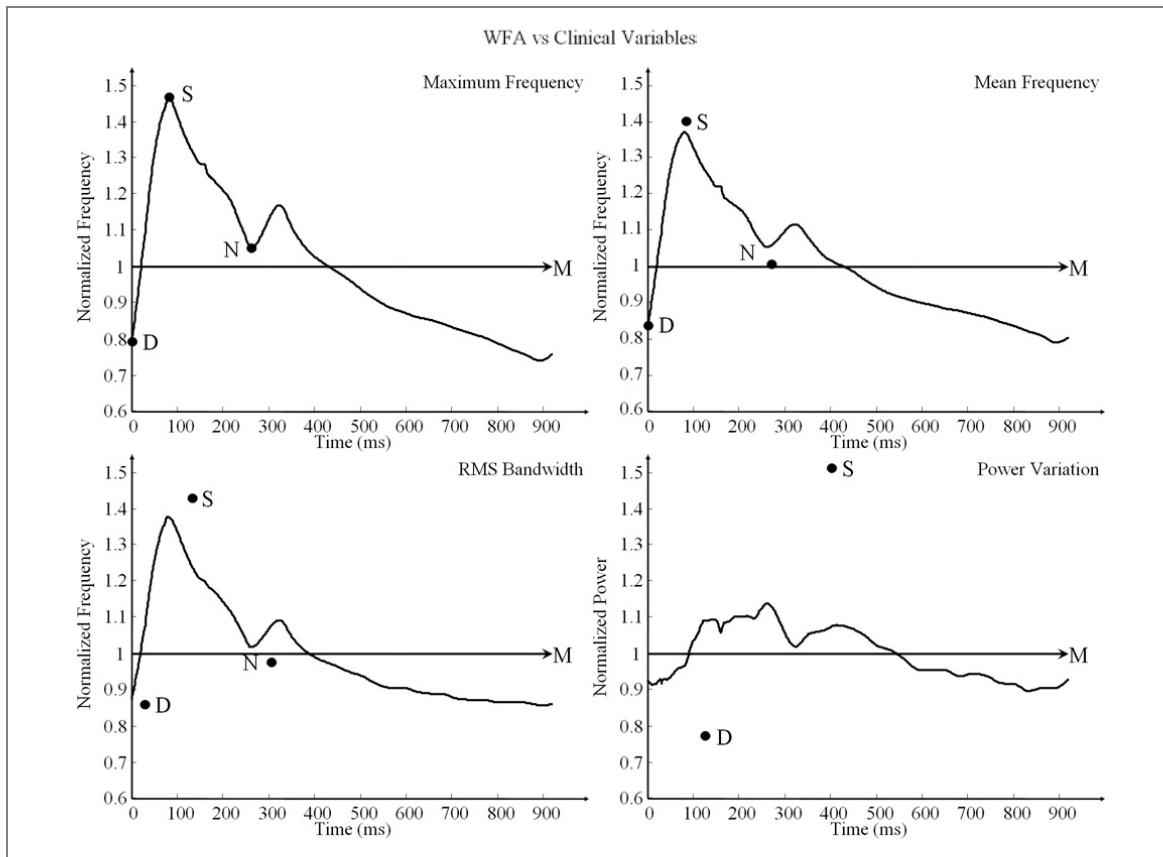 WFA vs Clinical Variables
Maximum Frequency
Normalized Frequency
1.5
1.4
1.3
1.2
1.1
1
0.9
0.8
0.7
0.6
S
N
M
D
0 100 200 300 400 500 600 700 800 900
Time (ms)
Mean Frequency
Normalized Frequency
1.5
1.4
1.3
1.2
1.1
1
0.9
0.8
0.7
0.6
S
N
M
D
0 100 200 300 400 500 600 700 800 900
Time (ms)
RMS Bandwidth
Normalized Frequency
1.5
1.4
1.3
1.2
1.1
1
0.9
0.8
0.7
0.6
S
M
N
D
0 100 200 300 400 500 600 700 800 900
Time (ms)
Power Variation
Normalized Power
1.5
1.4
1.3
1.2
1.1
1
0.9
0.8
0.7
0.6
S
M
D
0 100 200 300 400 500 600 700 800 900
Time (ms)